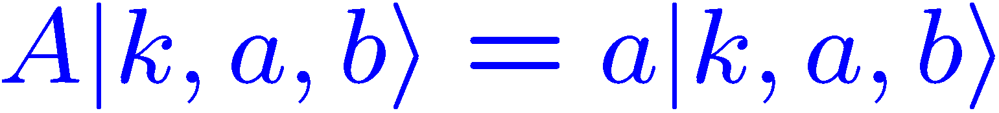 A|k, a, b⟩ = a|k, a, b⟩